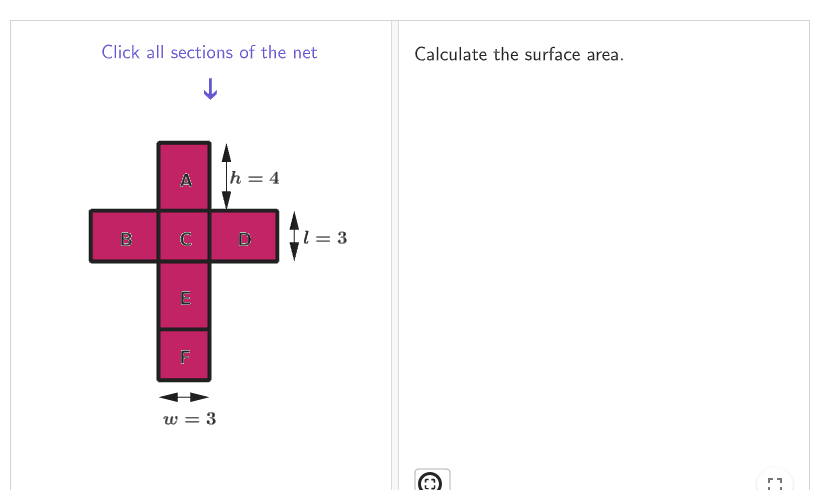 Click all sections of the net
Calculate the surface area.
A
h = 4
B C D
l = 3
E
F
w = 3